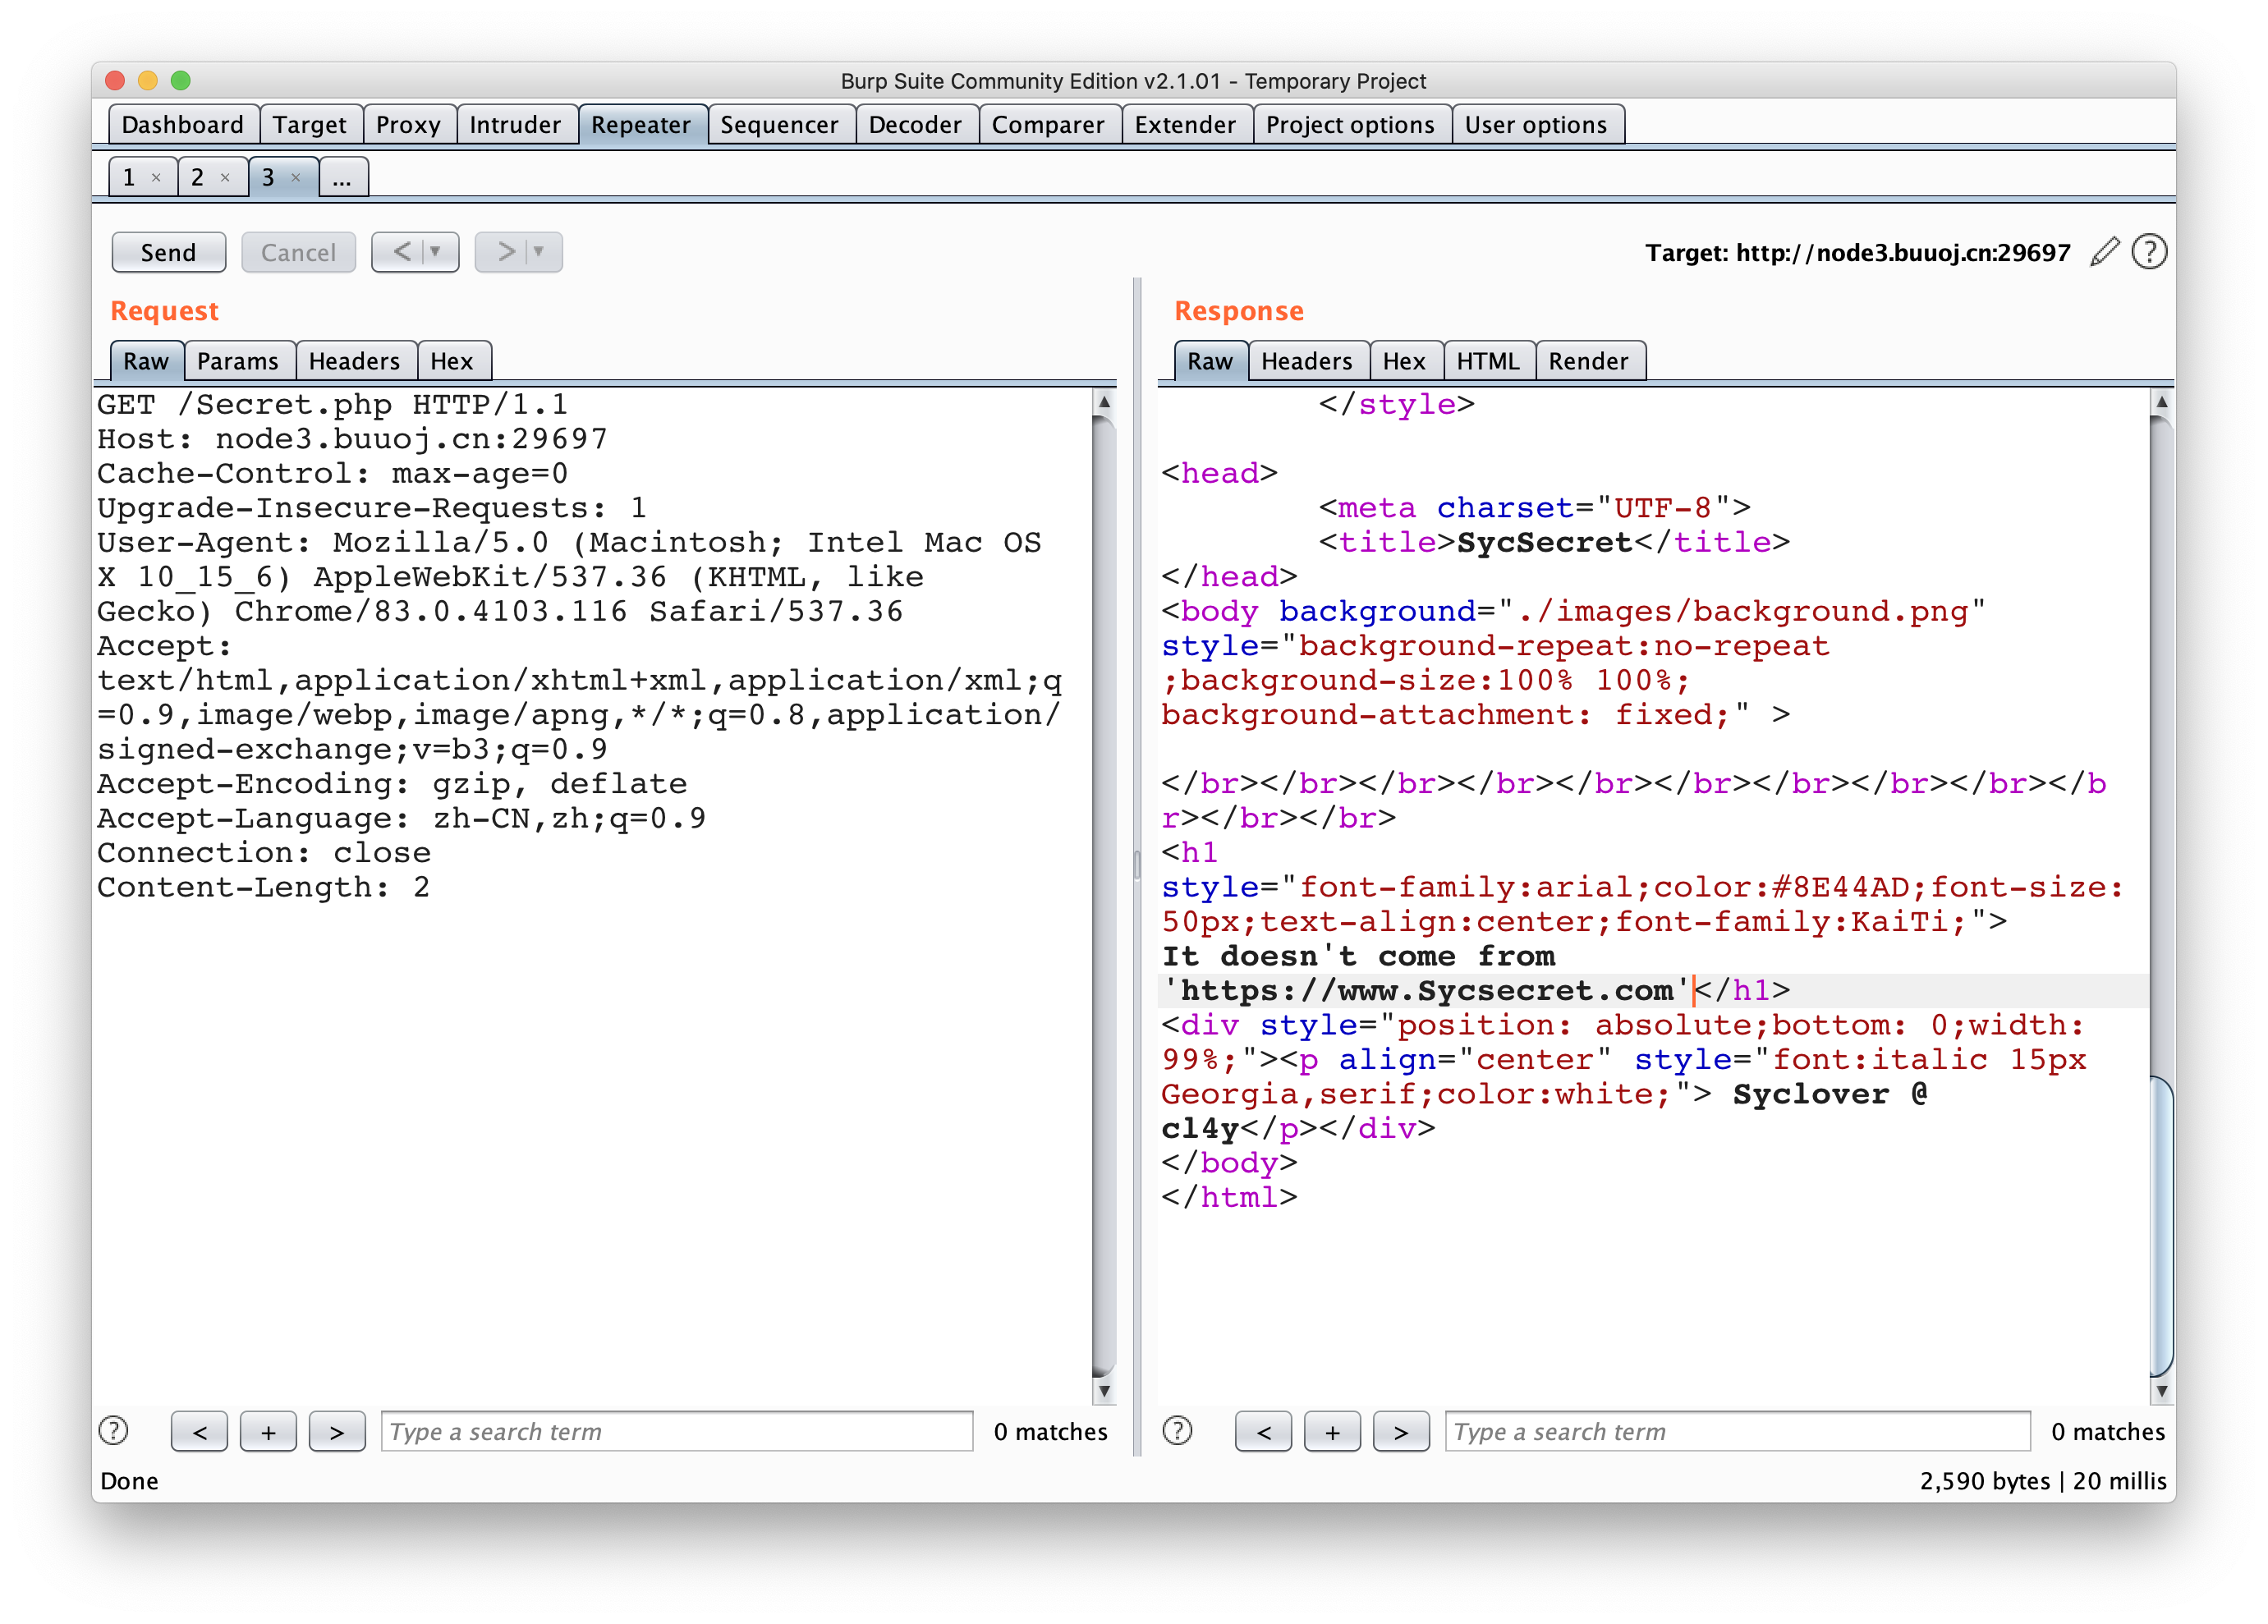 Burp Suite Community Edition v2.1.01 - Temporary Project
Dashboard Target Proxy Intruder Repeater Sequencer Decoder Comparer Extender Project options User options
1 × 2 × 3 × ...
Send Cancel < ▼ > ▼ Target: http://node3.buuoj.cn:29697 ?
Request
Raw Params Headers Hex
GET /Secret.php HTTP/1.1
Host: node3.buuoj.cn:29697
Cache-Control: max-age=0
Upgrade-Insecure-Requests: 1
User-Agent: Mozilla/5.0 (Macintosh; Intel Mac OS
X 10_15_6) AppleWebKit/537.36 (KHTML, like
Gecko) Chrome/83.0.4103.116 Safari/537.36
Accept:
text/html,application/xhtml+xml,application/xml;q
=0.9,image/webp,image/apng,*/*;q=0.8,application/
signed-exchange;v=b3;q=0.9
Accept-Encoding: gzip, deflate
Accept-Language: zh-CN,zh;q=0.9
Connection: close
Content-Length: 2
? < + > Type a search term 0 matches
Response
Raw Headers Hex HTML Render
</style>
<head>
<meta charset="UTF-8">
<title>SycSecret</title>
</head>
<body background="./images/background.png"
style="background-repeat:no-repeat
;background-size:100% 100%;
background-attachment: fixed;" >
</br></br></br></br></br></br></br></br></br></b
r></br></br>
<h1
style="font-family:arial;color:#8E44AD;font-size:
50px;text-align:center;font-family:KaiTi;">
It doesn't come from
'https://www.Sycsecret.com'</h1>
<div style="position: absolute;bottom: 0;width:
99%;"><p align="center" style="font:italic 15px
Georgia,serif;color:white;"> Syclover @
cl4y</p></div>
</body>
</html>
? < + > Type a search term 0 matches
Done 2,590 bytes | 20 millis